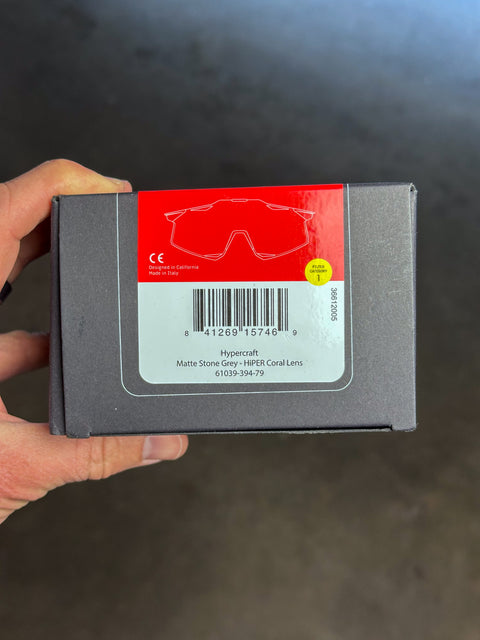 CE
Designed in California
Made in Italy
FILTER
CATEGORY
1
36612005
8 41269 15746 9
Hypercraft
Matte Stone Grey - HiPER Coral Lens
61039-394-79